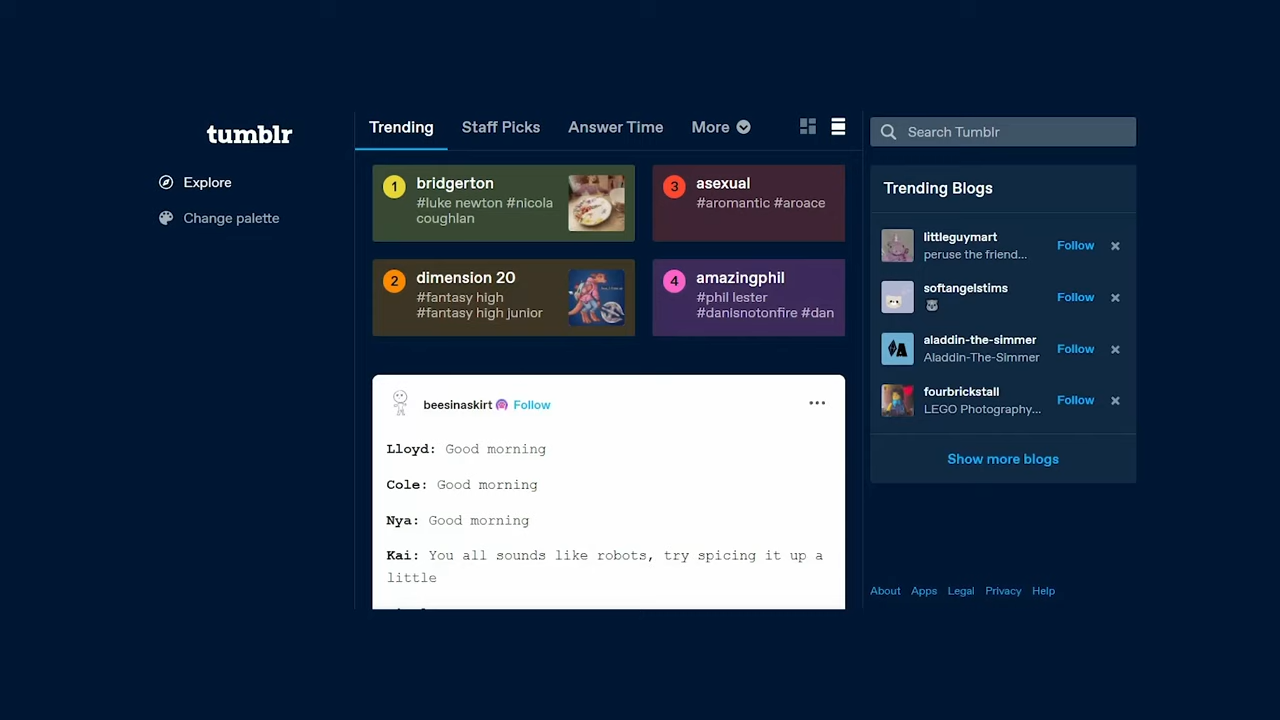 tumblr
Explore
Change palette
Trending
Staff Picks
Answer Time
More
1
bridgerton
#luke newton #nicola
coughlan
3
asexual
#aromantic #aroace
2
dimension 20
#fantasy high
#fantasy high junior
4
amazingphil
#phil lester
#danisnotonfire #dan
beesinaskirt Follow
Lloyd: Good morning
Cole: Good morning
Nya: Good morning
Kai: You all sounds like robots, try spicing it up a
little
Search Tumblr
Trending Blogs
littleguymart
peruse the friend...
Follow
softangelstims
Follow
aladdin-the-simmer
Aladdin-The-Simmer
Follow
fourbrickstall
LEGO Photography...
Follow
Show more blogs
About Apps Legal Privacy Help